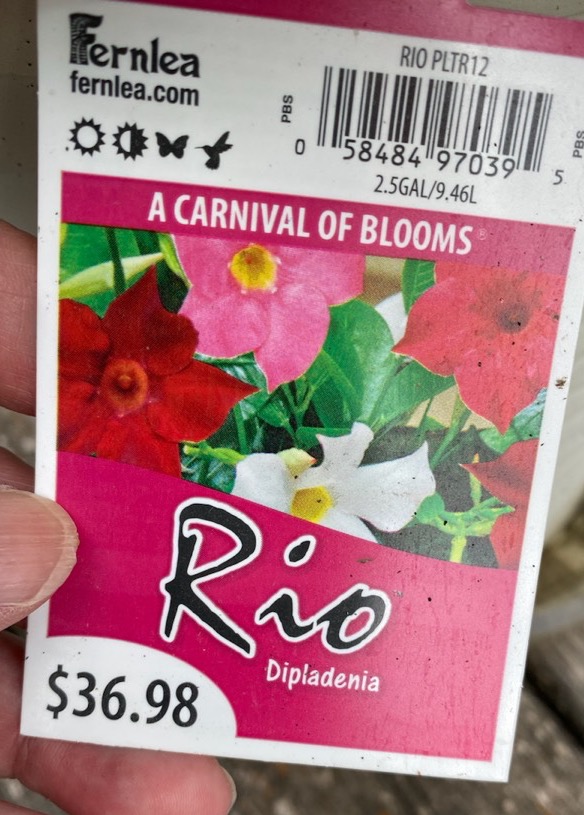 Fernlea
fernlea.com
RIO PLTR12
PBS
PBS
0 58484 97039 5
2.5GAL/9.46L
A CARNIVAL OF BLOOMS®
Rio
Dipladenia
$36.98